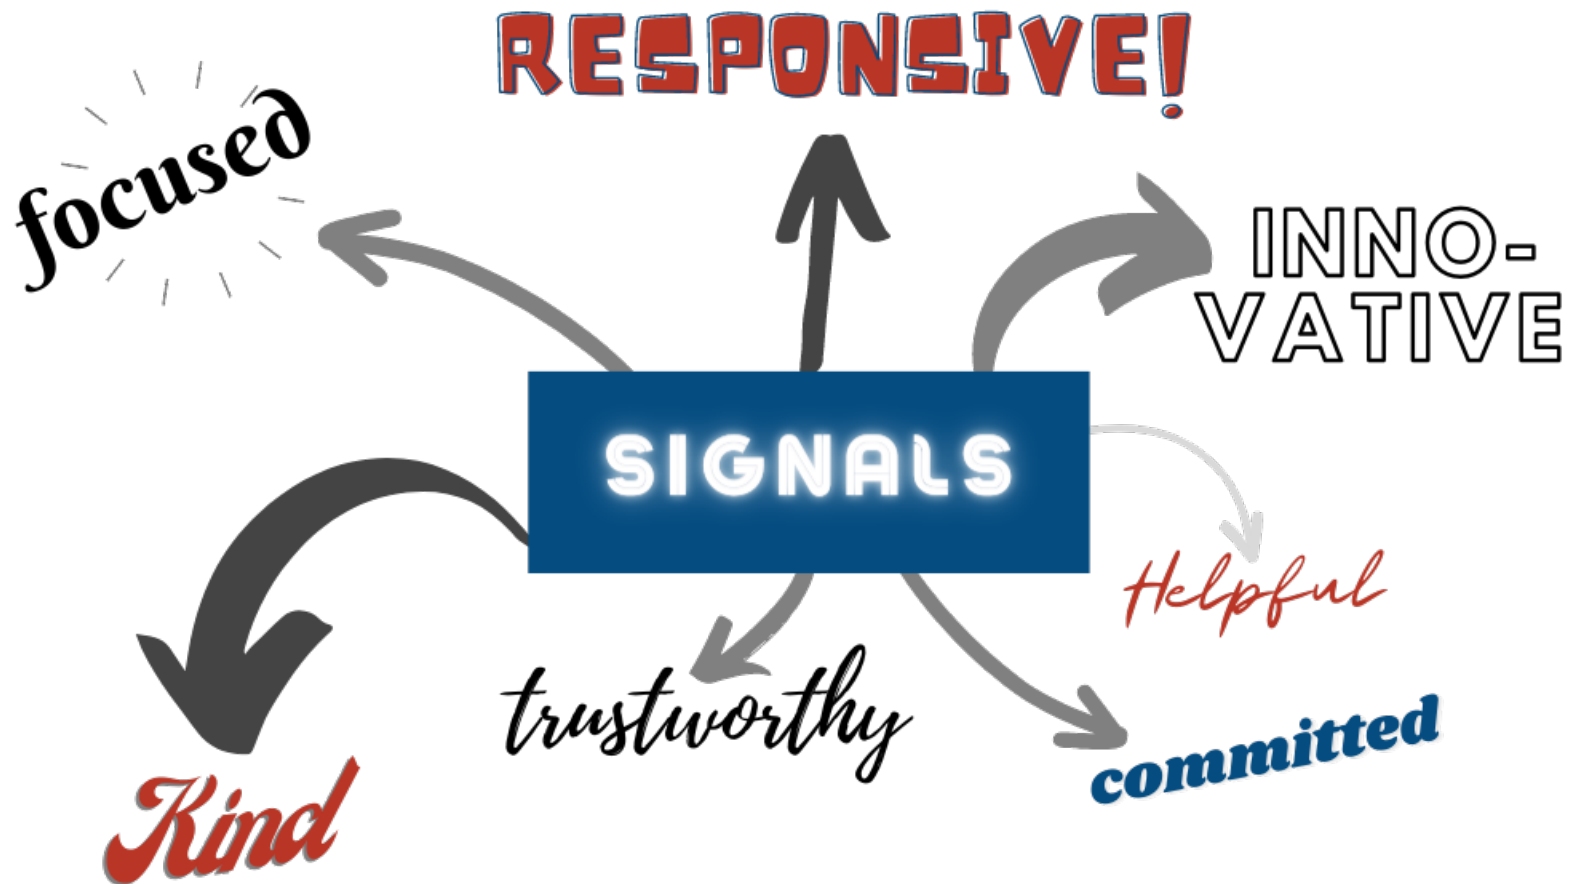 RESPONSIVE!
focused
INNO-
VATIVE
SIGNALS
Helpful
trustworthy
committed
Kind